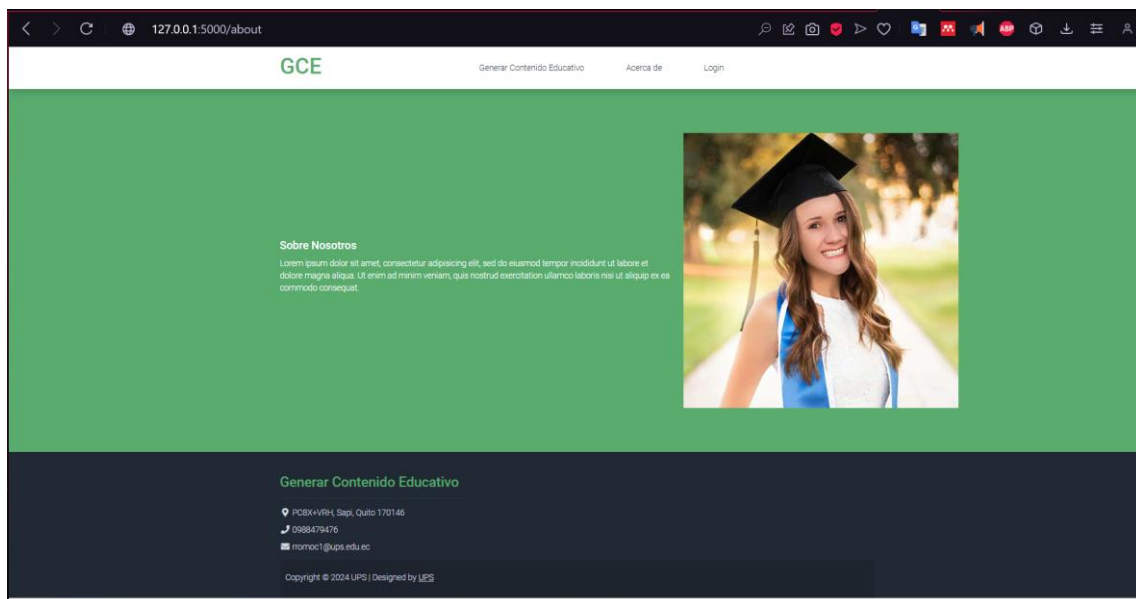 127.0.0.1:5000/about
ABP
GCE
Generar Contenido Educativo Acerca de Login
Sobre Nosotros
Lorem ipsum dolor sit amet, consectetur adipisicing elit, sed do eiusmod tempor incididunt ut labore et
dolore magna aliqua. Ut enim ad minim veniam, quis nostrud exercitation ullamco laboris nisi ut aliquip ex ea
commodo consequat.
Generar Contenido Educativo
PC8X+VRH, Sapi, Quito 170146
0988479476
rromoc1@ups.edu.ec
Copyright © 2024 UPS | Designed by UPS